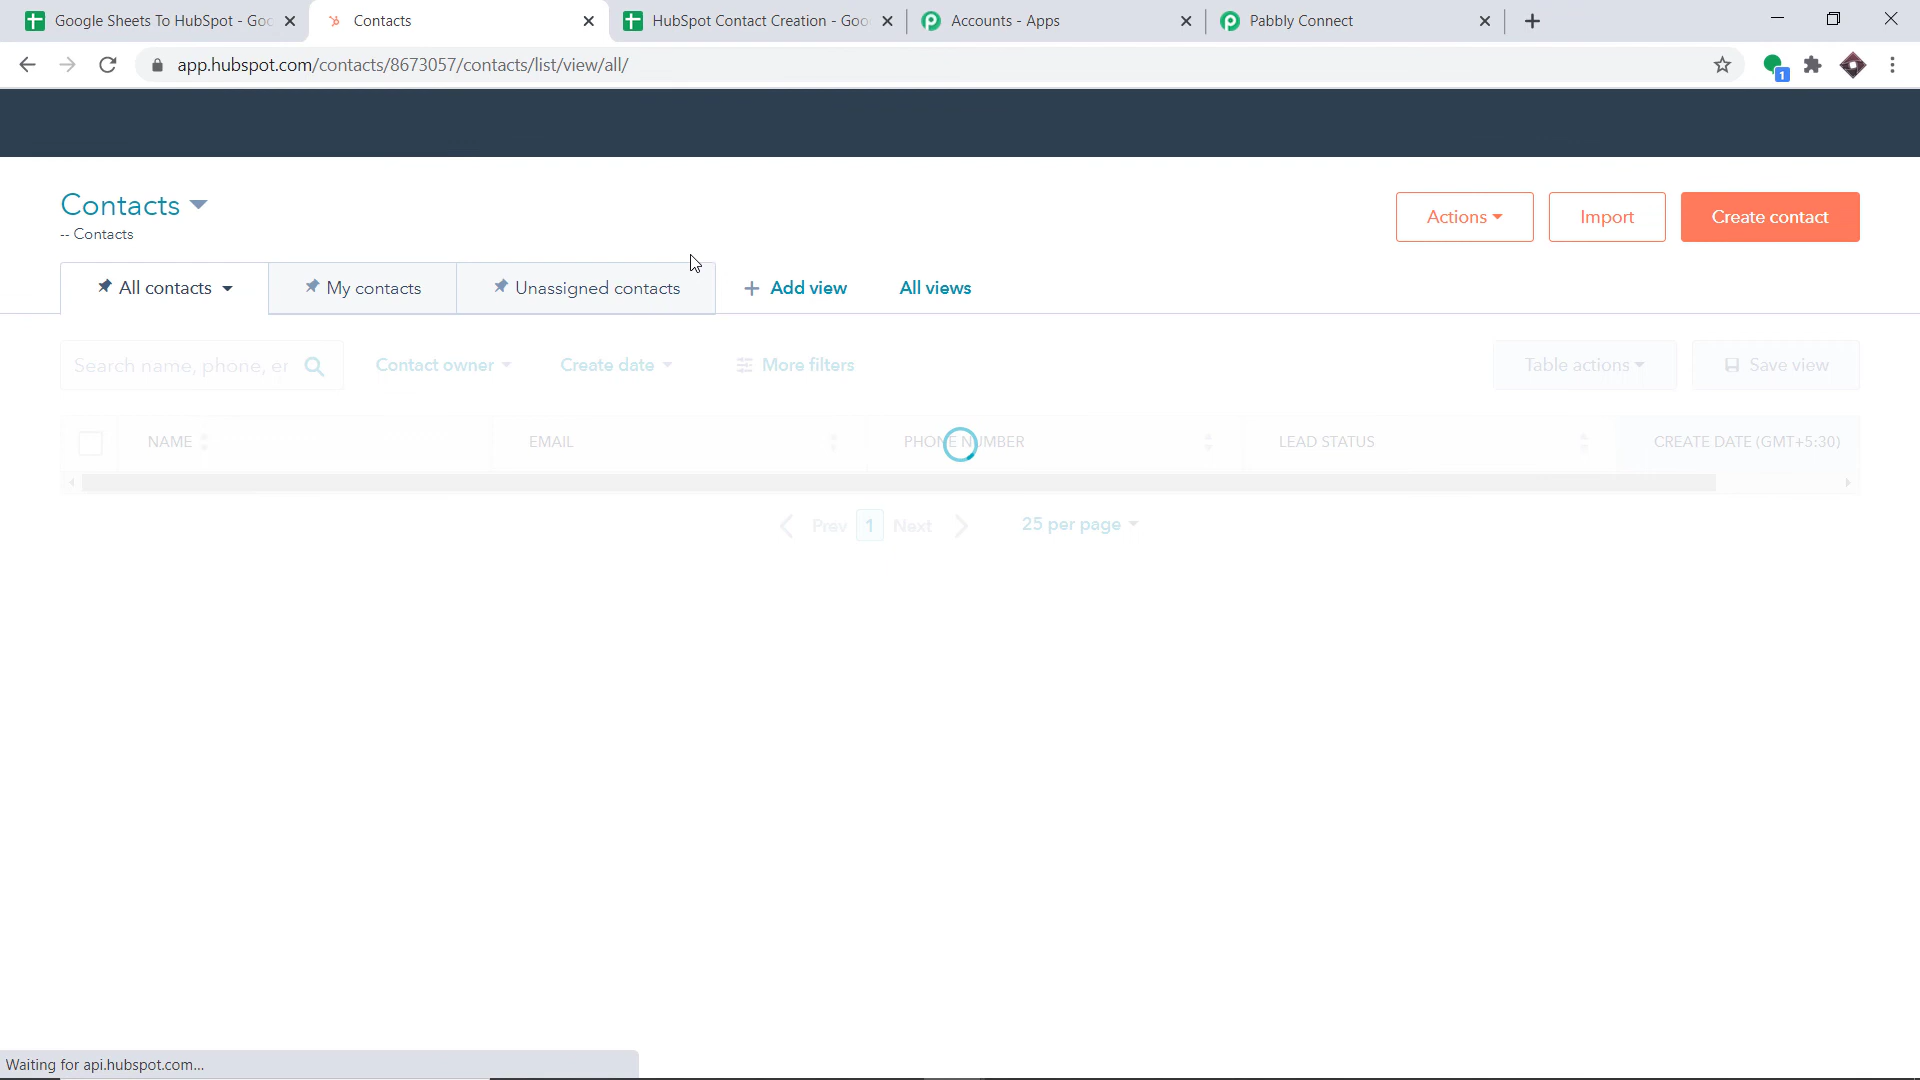 Google Sheets To HubSpot - Goo
Contacts
HubSpot Contact Creation - Goo
Accounts - Apps
Pabbly Connect
app.hubspot.com/contacts/8673057/contacts/list/view/all/
1
Contacts
-- Contacts
Actions
Import
Create contact
All contacts
My contacts
Unassigned contacts
+ Add view
All views
Search name, phone, er
Contact owner
Create date
More filters
Table actions
Save view
NAME
EMAIL
PHONE NUMBER
LEAD STATUS
CREATE DATE (GMT+5:30)
Prev 1 Next
25 per page
Waiting for api.hubspot.com...